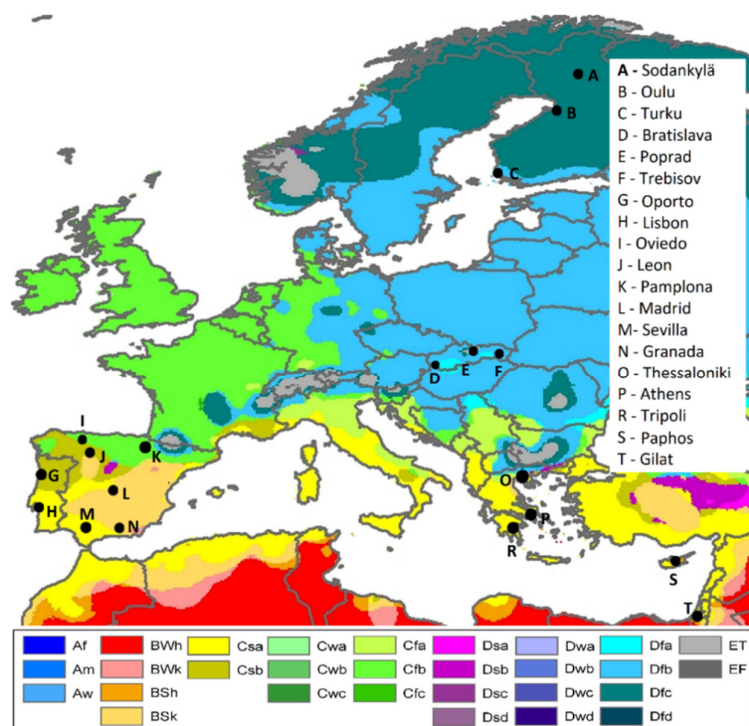 A - Sodankylä
B - Oulu
C - Turku
D - Bratislava
E - Poprad
F - Trebisov
G - Oporto
H - Lisbon
I - Oviedo
J - Leon
K - Pamplona
L - Madrid
M- Sevilla
N - Granada
O - Thessaloniki
P - Athens
R - Tripoli
S - Paphos
T - Gilat
A
B
C
D
E
F
I
J
K
G
L
H
M
N
O
P
R
S
T
Af BWh Csa Cwa Cfa Dsa Dwa Dfa ET
Am BWk Csb Cwb Cfb Dsb Dwb Dfb EF
Aw BSh Cwc Cfc Dsc Dwc Dfc
BSk Dsd Dwd Dfd